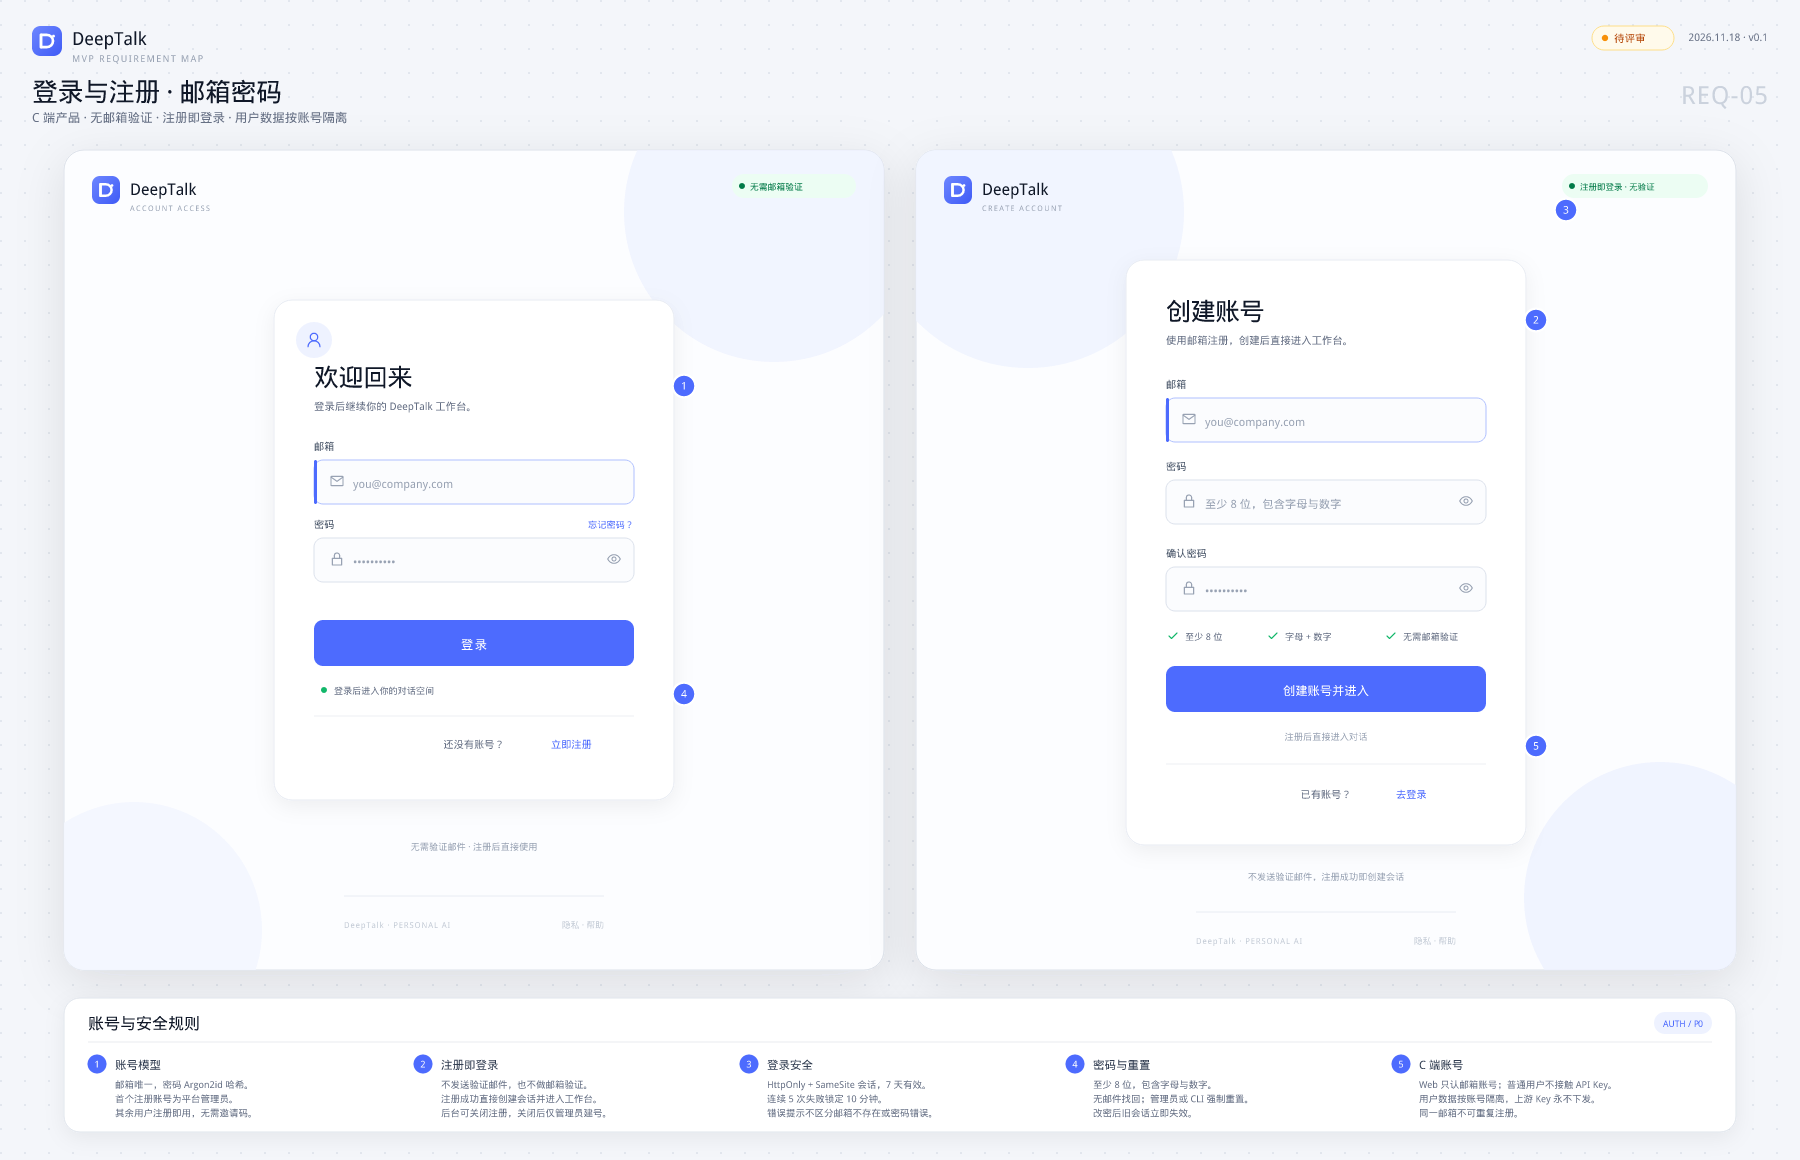 DeepTalk
MVP REQUIREMENT MAP
待评审
2026.11.18 · v0.1
登录与注册 · 邮箱密码
REQ-05
C 端产品 · 无邮箱验证 · 注册即登录 · 用户数据按账号隔离
DeepTalk
ACCOUNT ACCESS
无需邮箱验证
欢迎回来
1
登录后继续你的 DeepTalk 工作台。
邮箱
you@company.com
密码
忘记密码？
••••••••••
登录
登录后进入你的对话空间
4
还没有账号？
立即注册
无需验证邮件 · 注册后直接使用
DeepTalk · PERSONAL AI
隐私 · 帮助
DeepTalk
CREATE ACCOUNT
注册即登录 · 无验证
3
创建账号
2
使用邮箱注册，创建后直接进入工作台。
邮箱
you@company.com
密码
至少 8 位，包含字母与数字
确认密码
••••••••••
至少 8 位
字母 + 数字
无需邮箱验证
创建账号并进入
注册后直接进入对话
5
已有账号？
去登录
不发送验证邮件，注册成功即创建会话
DeepTalk · PERSONAL AI
隐私 · 帮助
账号与安全规则
AUTH / P0
1
账号模型
邮箱唯一，密码 Argon2id 哈希。
首个注册账号为平台管理员。
其余用户注册即用，无需邀请码。
2
注册即登录
不发送验证邮件，也不做邮箱验证。
注册成功直接创建会话并进入工作台。
后台可关闭注册，关闭后仅管理员建号。
3
登录安全
HttpOnly + SameSite 会话，7 天有效。
连续 5 次失败锁定 10 分钟。
错误提示不区分邮箱不存在或密码错误。
4
密码与重置
至少 8 位，包含字母与数字。
无邮件找回；管理员或 CLI 强制重置。
改密后旧会话立即失效。
5
C 端账号
Web 只认邮箱账号；普通用户不接触 API Key。
用户数据按账号隔离，上游 Key 永不下发。
同一邮箱不可重复注册。